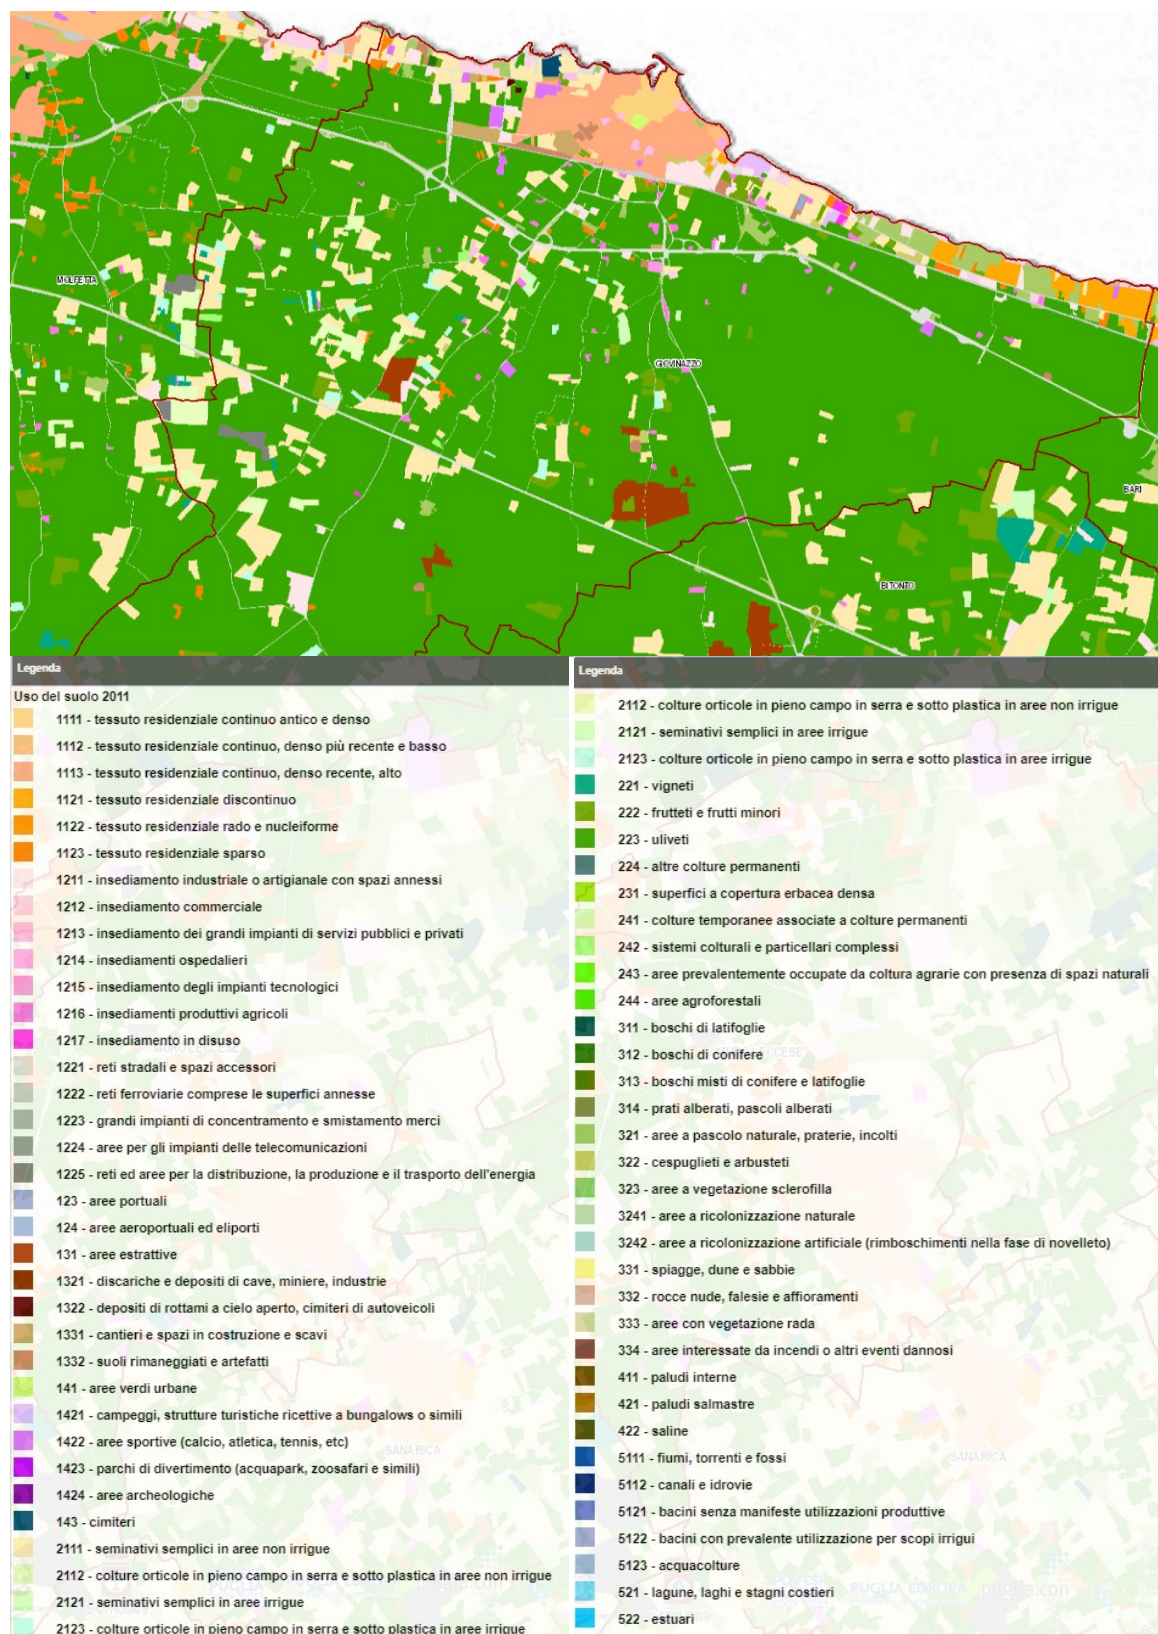 MOLFETTA
GIOVINAZZO
BARI
BITONTO
Legenda
Uso del suolo 2011
1111 - tessuto residenziale continuo antico e denso
1112 - tessuto residenziale continuo, denso più recente e basso
1113 - tessuto residenziale continuo, denso recente, alto
1121 - tessuto residenziale discontinuo
1122 - tessuto residenziale rado e nucleiforme
1123 - tessuto residenziale sparso
1211 - insediamento industriale o artigianale con spazi annessi
1212 - insediamento commerciale
1213 - insediamento dei grandi impianti di servizi pubblici e privati
1214 - insediamenti ospedalieri
1215 - insediamento degli impianti tecnologici
1216 - insediamenti produttivi agricoli
1217 - insediamento in disuso
1221 - reti stradali e spazi accessori
1222 - reti ferroviarie comprese le superfici annesse
1223 - grandi impianti di concentramento e smistamento merci
1224 - aree per gli impianti delle telecomunicazioni
1225 - reti ed aree per la distribuzione, la produzione e il trasporto dell'energia
123 - aree portuali
124 - aree aeroportuali ed eliporti
131 - aree estrattive
1321 - discariche e depositi di cave, miniere, industrie
1322 - depositi di rottami a cielo aperto, cimiteri di autoveicoli
1331 - cantieri e spazi in costruzione e scavi
1332 - suoli rimaneggiati e artefatti
141 - aree verdi urbane
1421 - campeggi, strutture turistiche ricettive a bungalows o simili
1422 - aree sportive (calcio, atletica, tennis, etc)
SANARICA
1423 - parchi di divertimento (acquapark, zoosafari e simili)
1424 - aree archeologiche
143 - cimiteri
2111 - seminativi semplici in aree non irrigue
2112 - colture orticole in pieno campo in serra e sotto plastica in aree non irrigue
2121 - seminativi semplici in aree irrigue
2123 - colture orticole in pieno campo in serra e sotto plastica in aree irrigue
Legenda
2112 - colture orticole in pieno campo in serra e sotto plastica in aree non irrigue
2121 - seminativi semplici in aree irrigue
2123 - colture orticole in pieno campo in serra e sotto plastica in aree irrigue
221 - vigneti
222 - frutteti e frutti minori
223 - uliveti
224 - altre colture permanenti
231 - superfici a copertura erbacea densa
241 - colture temporanee associate a colture permanenti
242 - sistemi colturali e particellari complessi
243 - aree prevalentemente occupate da coltura agrarie con presenza di spazi naturali
244 - aree agroforestali
311 - boschi di latifoglie
312 - boschi di conifere
313 - boschi misti di conifere e latifoglie
314 - prati alberati, pascoli alberati
321 - aree a pascolo naturale, praterie, incolti
322 - cespuglieti e arbusteti
323 - aree a vegetazione sclerofilla
3241 - aree a ricolonizzazione naturale
3242 - aree a ricolonizzazione artificiale (rimboschimenti nella fase di novelleto)
331 - spiagge, dune e sabbie
332 - rocce nude, falesie e affioramenti
333 - aree con vegetazione rada
334 - aree interessate da incendi o altri eventi dannosi
411 - paludi interne
421 - paludi salmastre
422 - saline
SANARICA
5111 - fiumi, torrenti e fossi
5112 - canali e idrovie
5121 - bacini senza manifeste utilizzazioni produttive
5122 - bacini con prevalente utilizzazione per scopi irrigui
5123 - acquacolture
521 - lagune, laghi e stagni costieri
PUGLIA EUROPA
522 - estuari